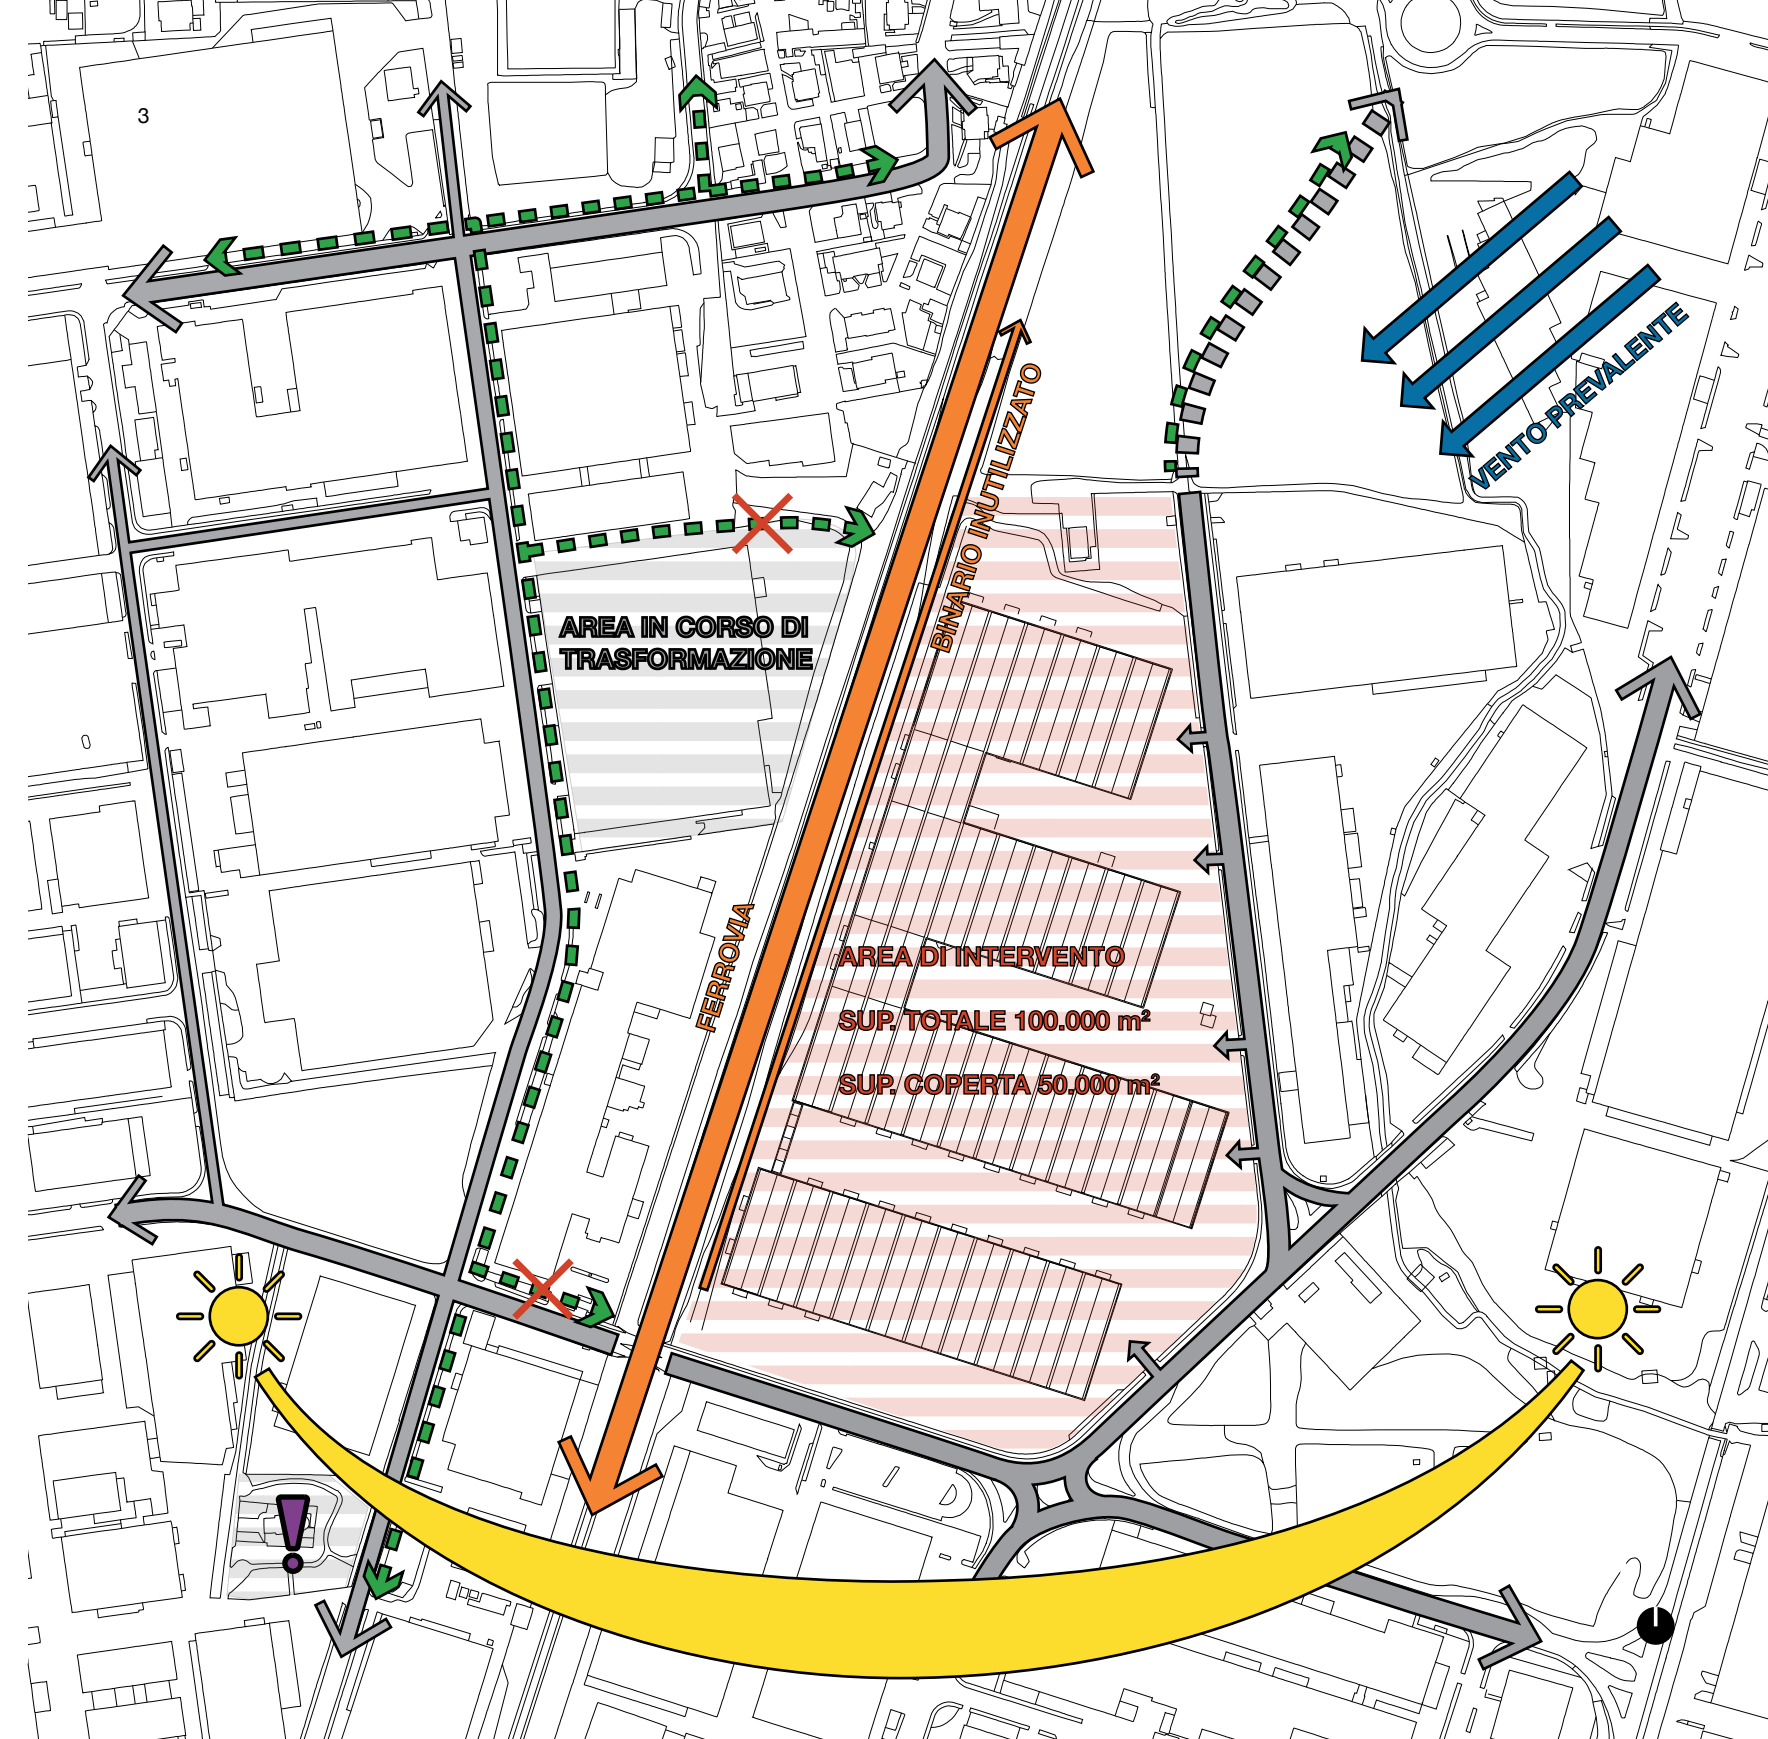 3
VENTO PREVALENTE
BINARIO INUTILIZZATO
AREA IN CORSO DI
TRASFORMAZIONE
FERROVIA
AREA DI INTERVENTO
SUP. TOTALE 100.000 m²
SUP. COPERTA 50.000 m²
!